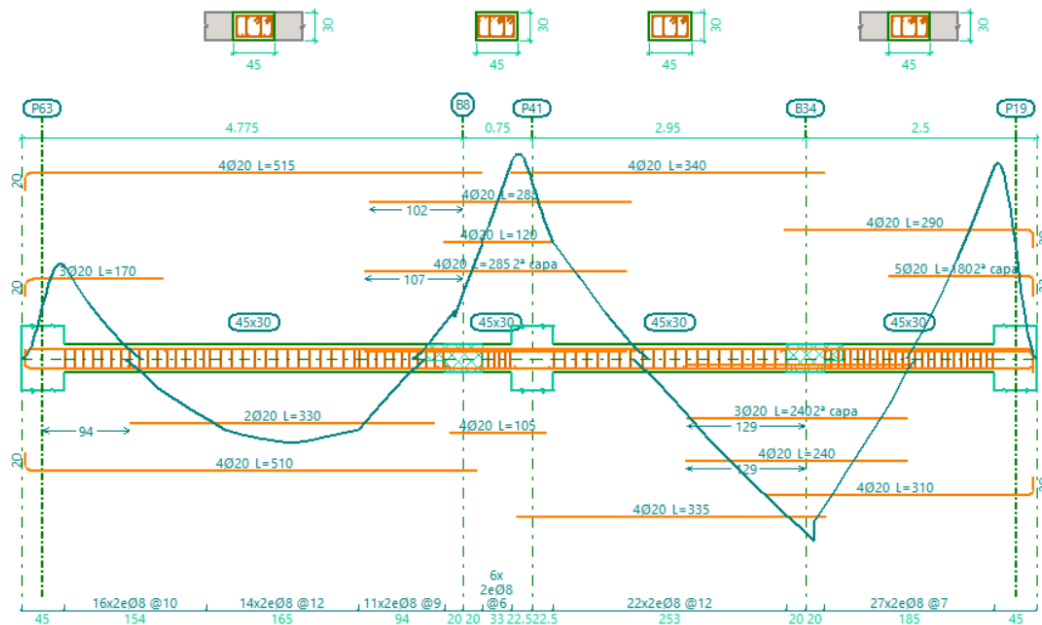 30
30
30
30
45
45
45
45
P63
B8
P41
B34
P19
4.775
0.75
2.95
2.5
4Ø20 L=515
4Ø20 L=340
20
4Ø20 L=285
102
4Ø20 L=290
4Ø20 L=120
3Ø20 L=170
4Ø20 L=285 2ª capa
5Ø20 L=180 2ª capa
20
107
45x30
45x30
45x30
45x30
2Ø20 L=330
3Ø20 L=240 2ª capa
94
4Ø20 L=105
129
20
4Ø20 L=510
4Ø20 L=240
129
4Ø20 L=310
4Ø20 L=335
16x2eØ8 @10
14x2eØ8 @12
11x2eØ8 @9
6x
2eØ8
@6
22x2eØ8 @12
27x2eØ8 @7
45
154
165
94
20 20
33
22.5
22.5
253
20 20
185
45